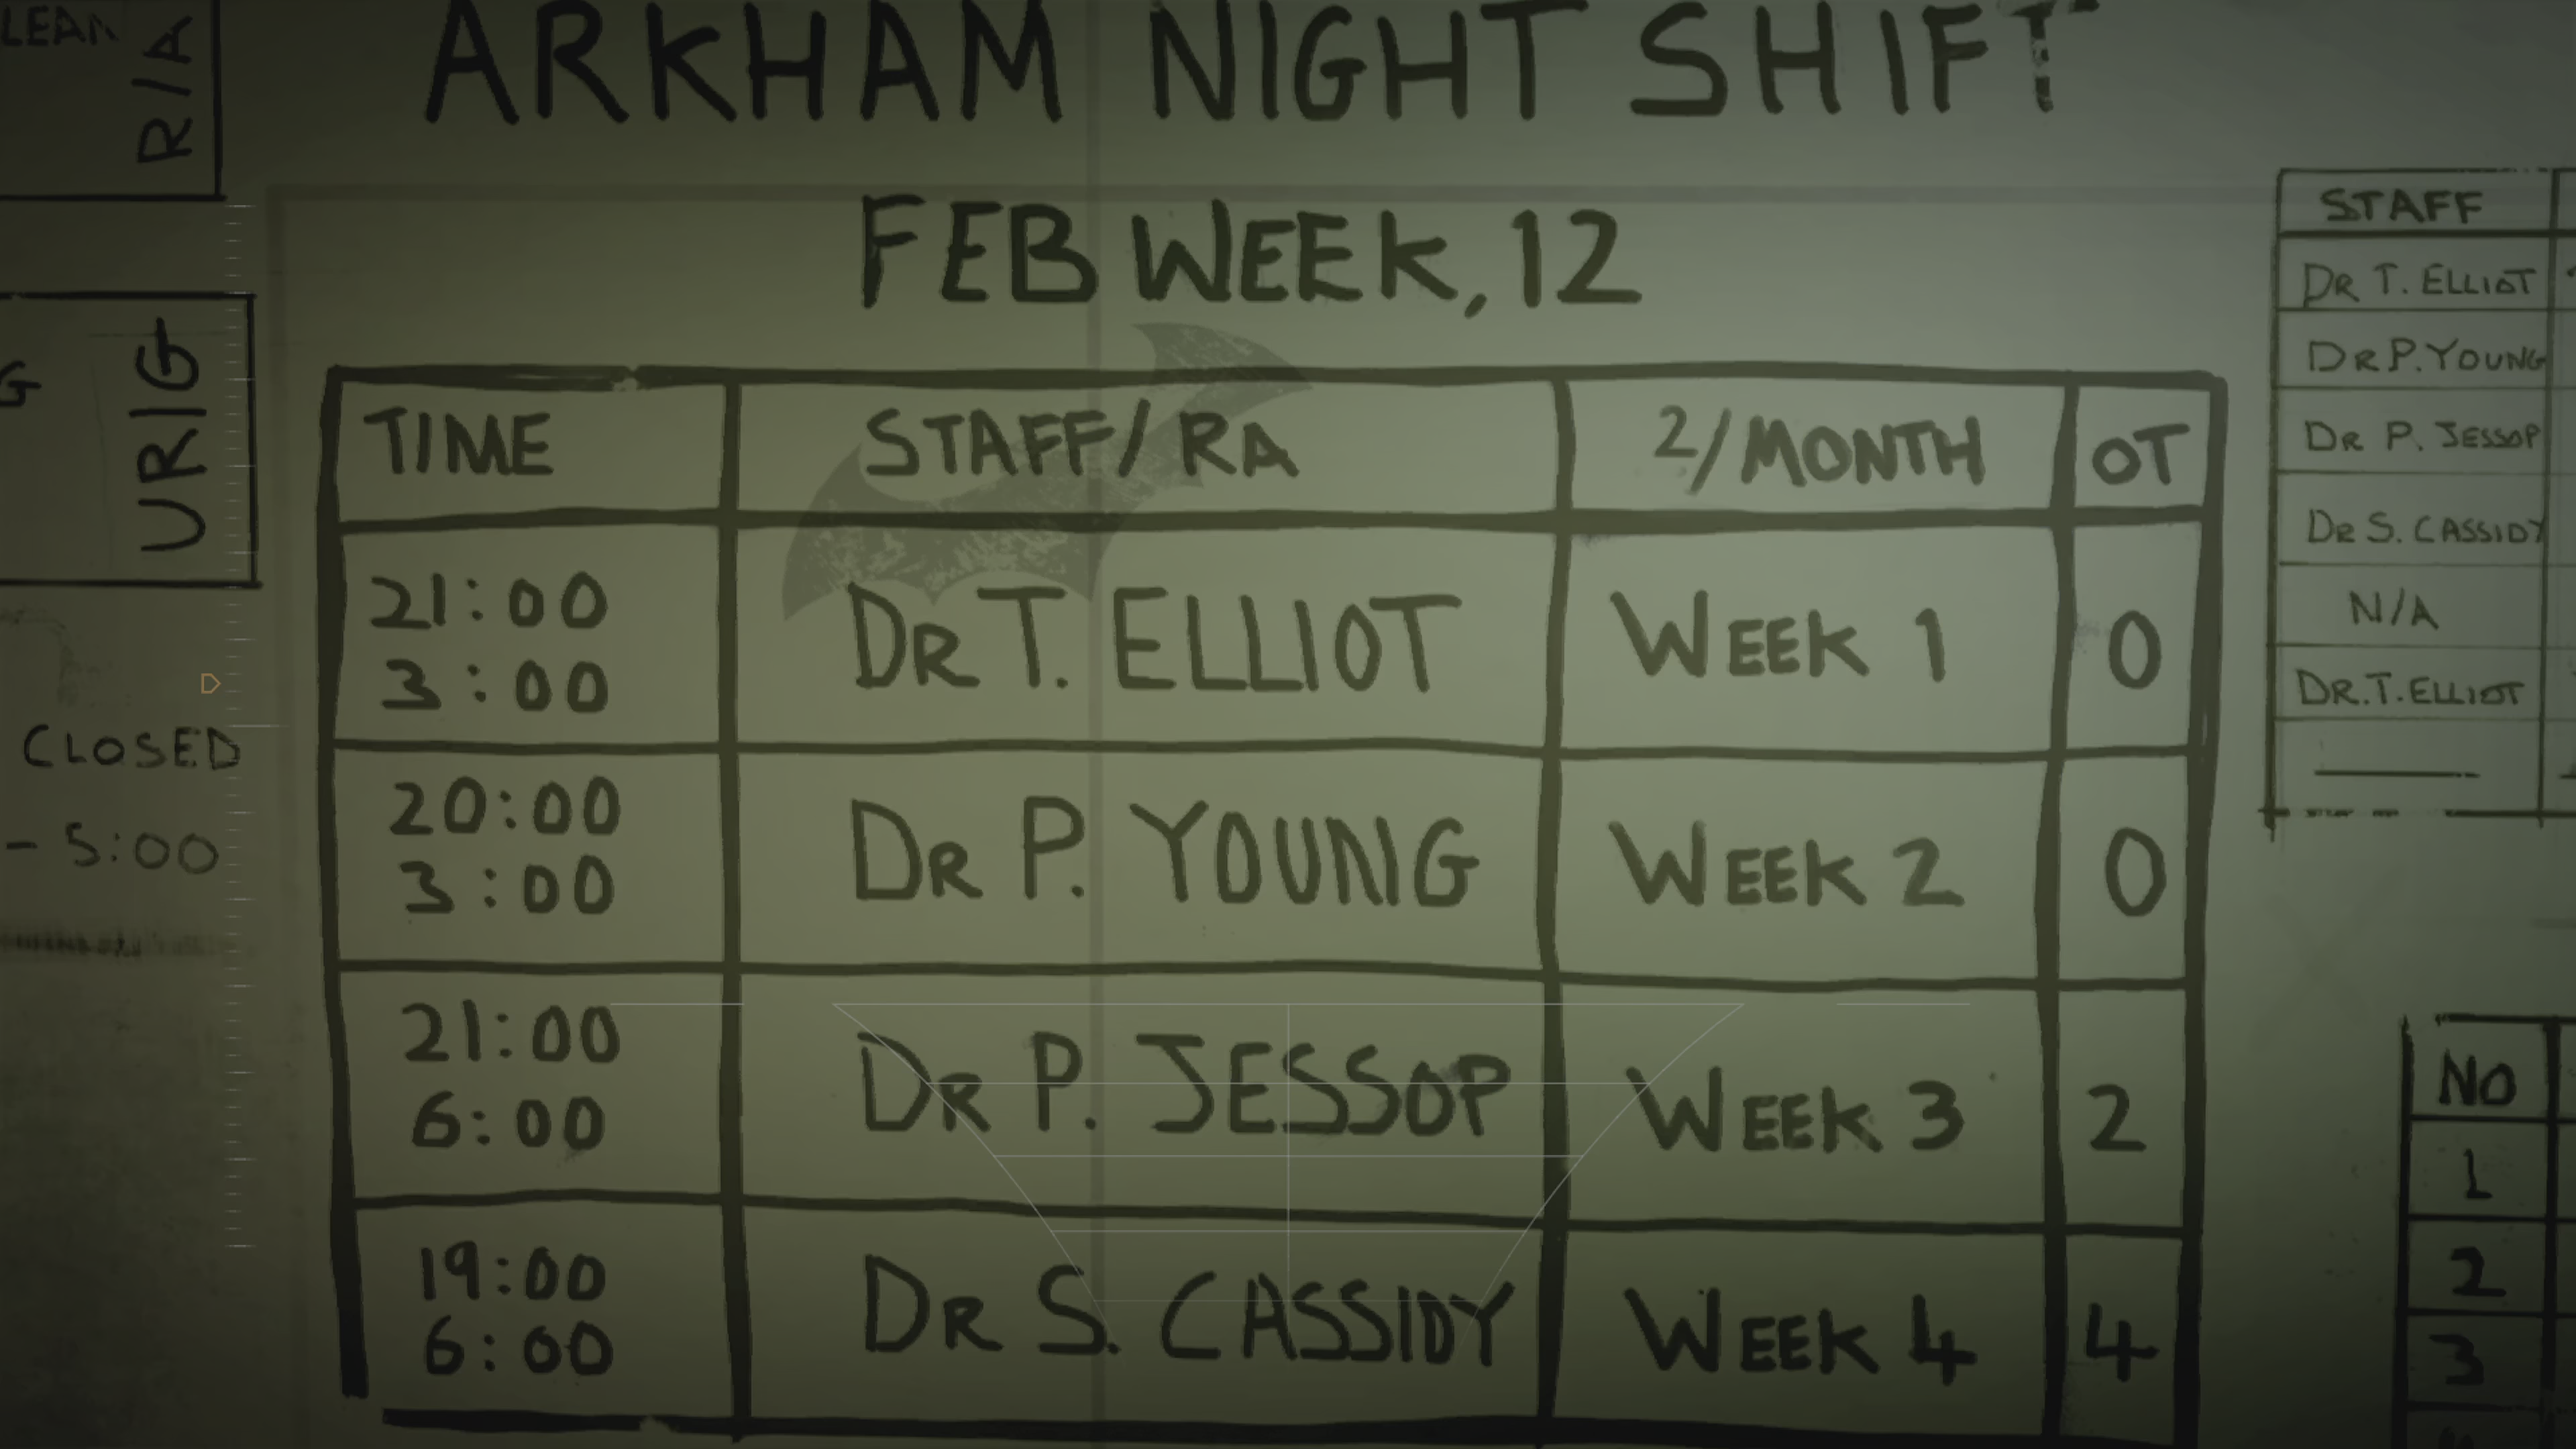 LEAN
R/A
G
URIG
CLOSED
- 5:00
ARKHAM NIGHT SHIFT
FEB WEEK, 12
TIME STAFF/RA 2/MONTH OT
21:00
3:00
DR T. ELLIOT WEEK 1 0
20:00
3:00
DR P. YOUNG WEEK 2 0
21:00
6:00
DR P. JESSOP WEEK 3 2
19:00
6:00
DR S. CASSIDY WEEK 4 4
STAFF
DR T. ELLIOT
DR P. YOUNG
DR P. JESSOP
DR S. CASSIDY
N/A
DR. T. ELLIOT
NO
1
2
3